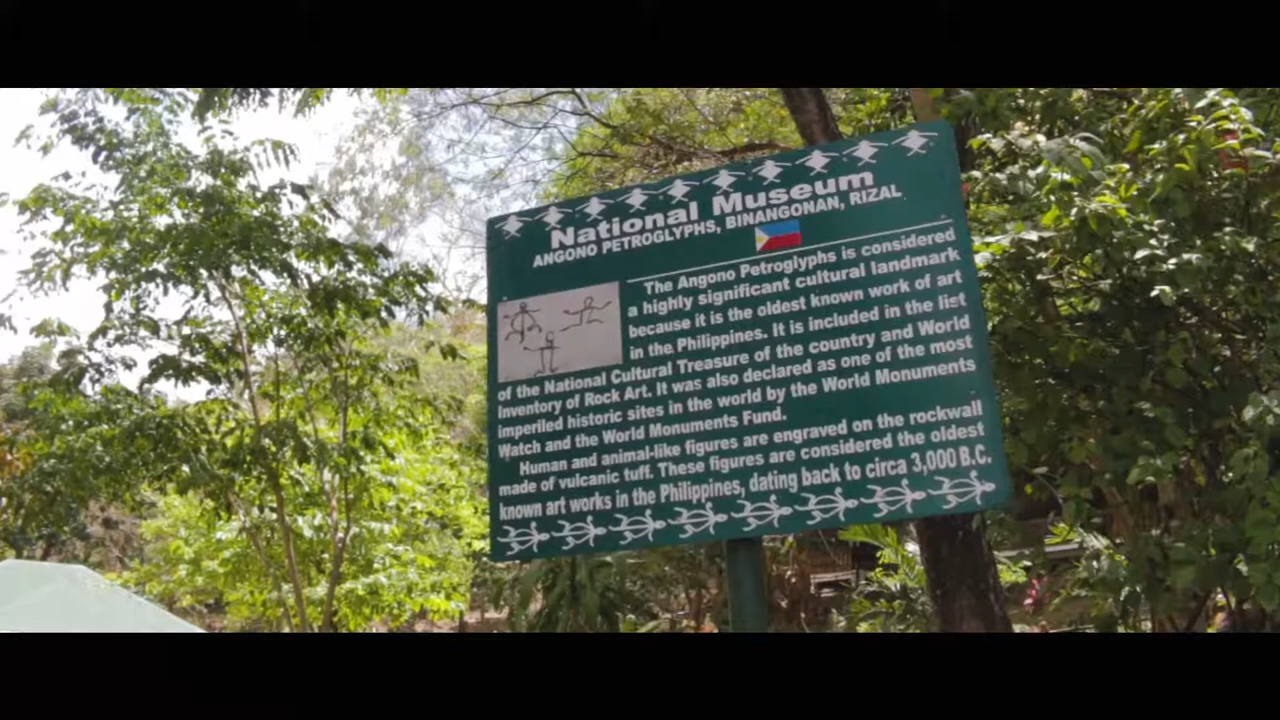 National Museum
ANGONO PETROGLYPHS, BINANGONAN, RIZAL
The Angono Petroglyphs is considered
a highly significant cultural landmark
because it is the oldest known work of art
in the Philippines. It is included in the list
of the National Cultural Treasure of the country and World
Inventory of Rock Art. It was also declared as one of the most
imperiled historic sites in the world by the World Monuments
Watch and the World Monuments Fund.
Human and animal-like figures are engraved on the rockwall
made of vulcanic tuff. These figures are considered the oldest
known art works in the Philippines, dating back to circa 3,000 B.C.